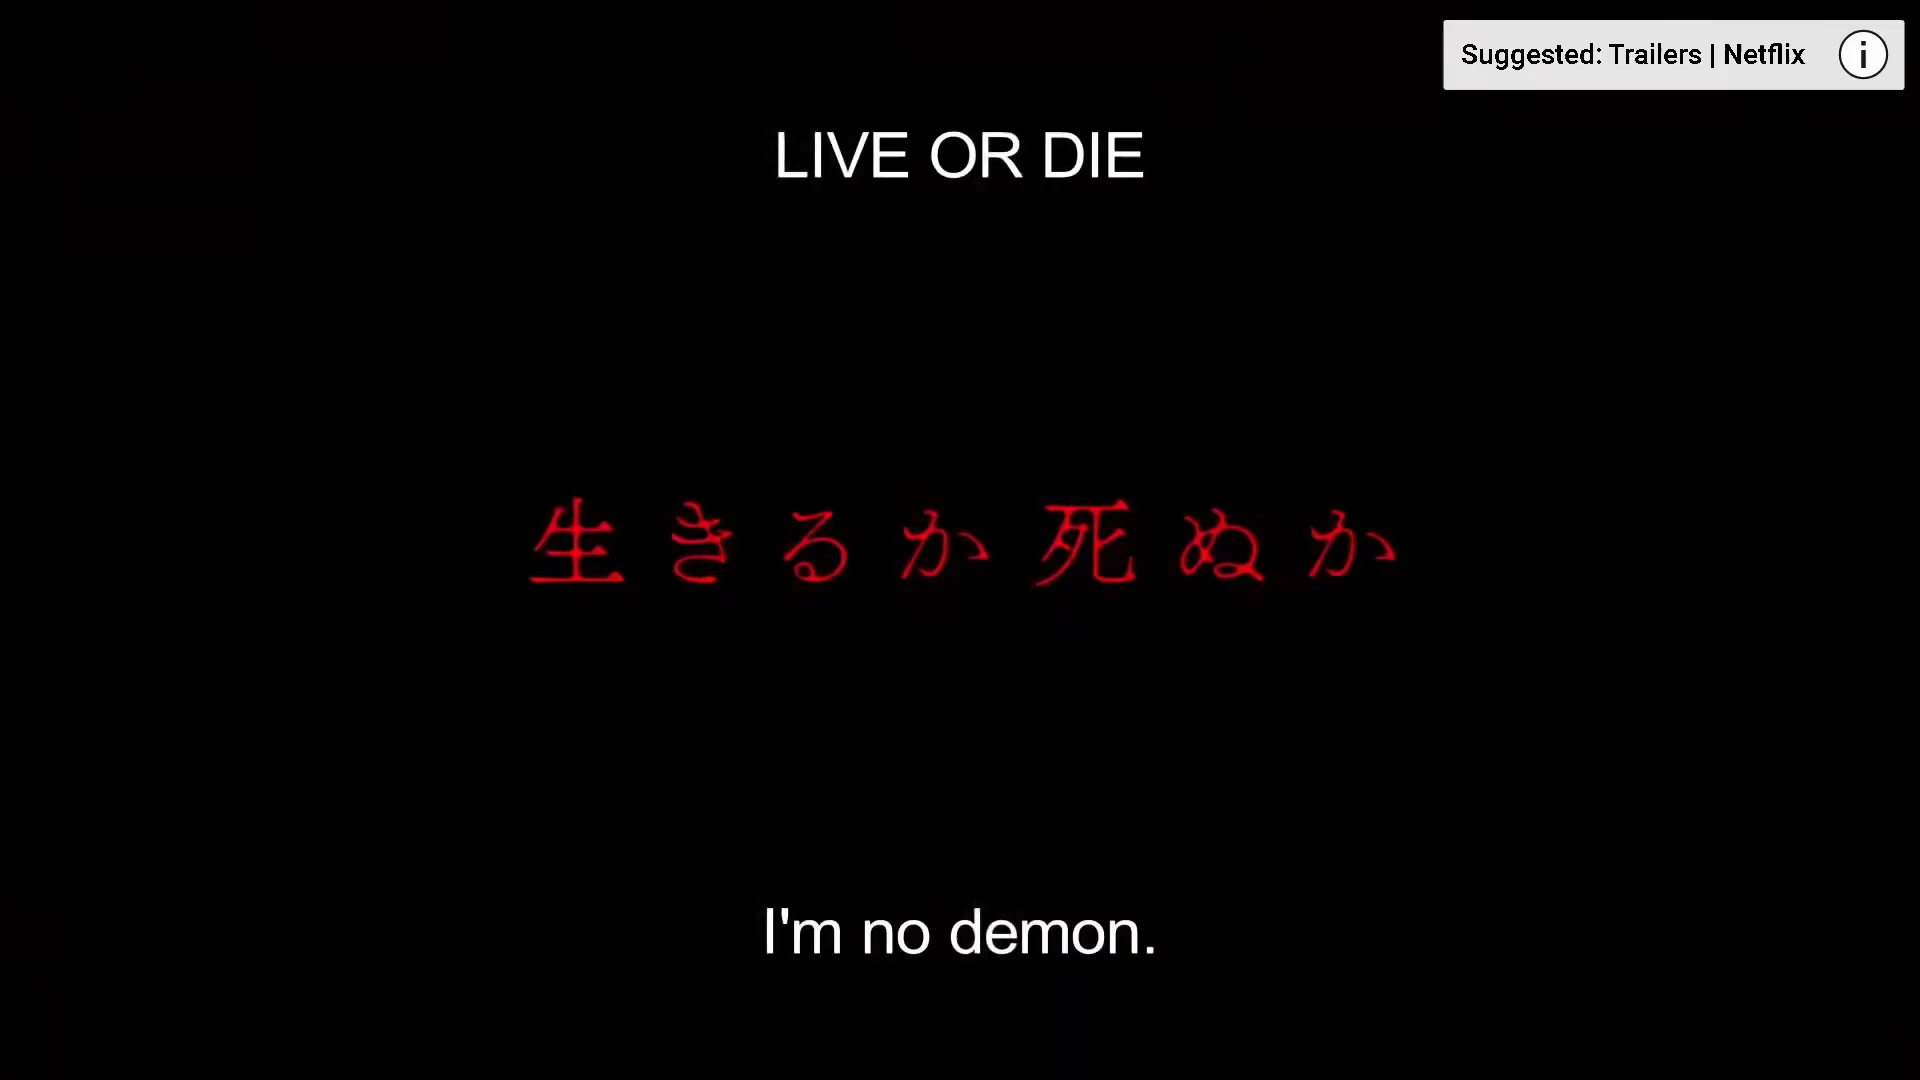 Suggested: Trailers | Netflix
LIVE OR DIE
生きるか死ぬか
I'm no demon.